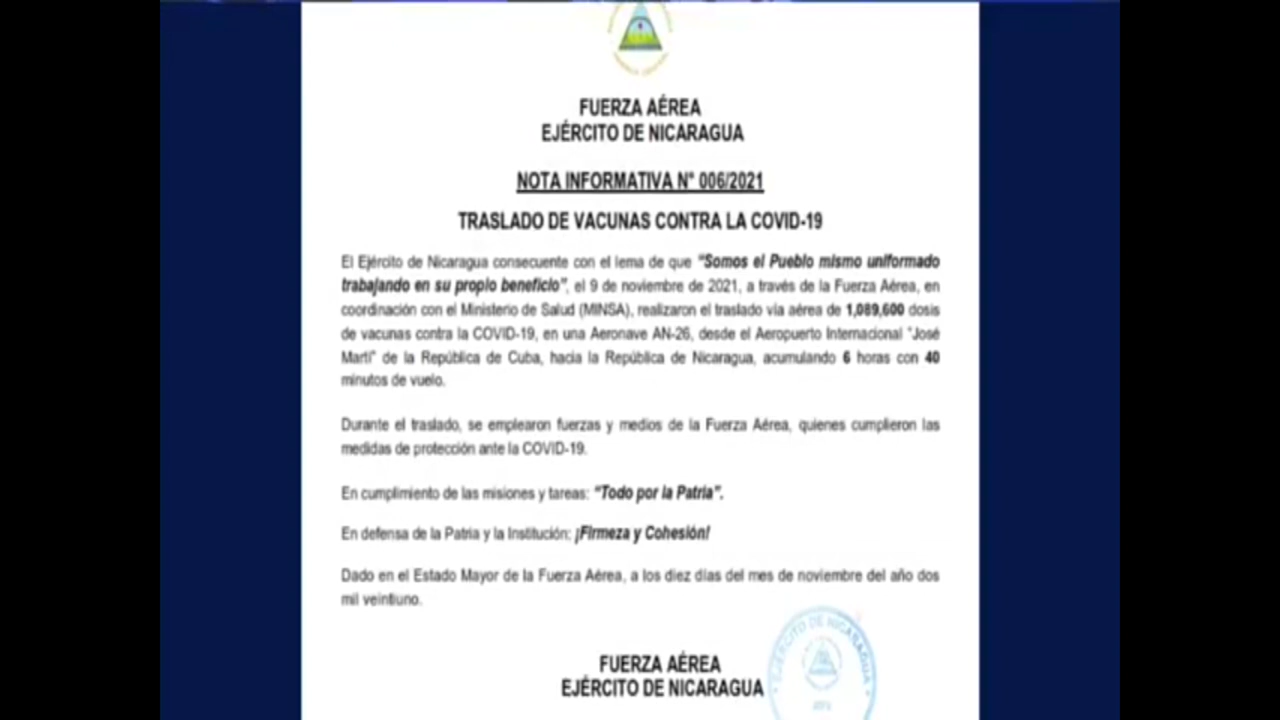 FUERZA AÉREA
EJÉRCITO DE NICARAGUA
NOTA INFORMATIVA N° 006/2021
TRASLADO DE VACUNAS CONTRA LA COVID-19
El Ejército de Nicaragua consecuente con el lema de que "Somos el Pueblo mismo uniformado
trabajando en su propio beneficio", el 9 de noviembre de 2021, a través de la Fuerza Aérea, en
coordinación con el Ministerio de Salud (MINSA), realizaron el traslado vía aérea de 1,089,600 dosis
de vacunas contra la COVID-19, en una Aeronave AN-26, desde el Aeropuerto Internacional "José
Martí" de la República de Cuba, hacia la República de Nicaragua, acumulando 6 horas con 40
minutos de vuelo.
Durante el traslado, se emplearon fuerzas y medios de la Fuerza Aérea, quienes cumplieron las
medidas de protección ante la COVID-19.
En cumplimiento de las misiones y tareas: "Todo por la Patria".
En defensa de la Patria y la Institución; ¡Firmeza y Cohesión!
Dado en el Estado Mayor de la Fuerza Aérea, a los diez días del mes de noviembre del año dos
mil veintiuno.
FUERZA AÉREA
EJÉRCITO DE NICARAGUA
EJÉRCITO DE NICARAGUA